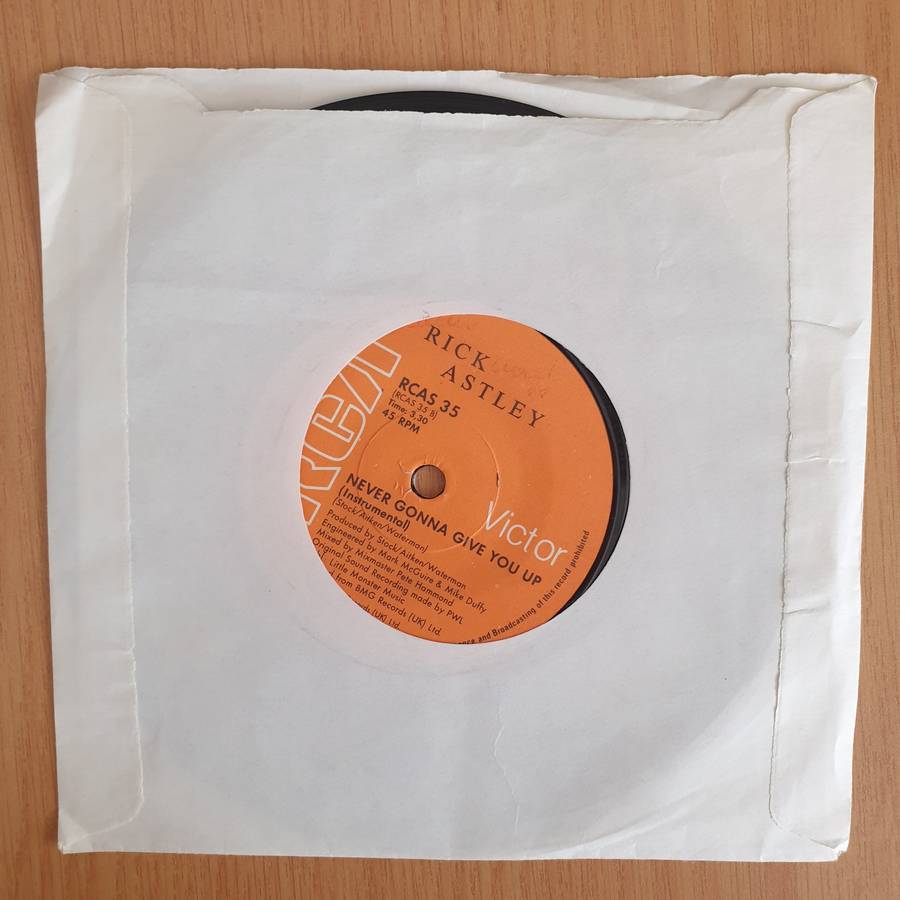 RCA
RICK
ASTLEY
RCAS 35
(RCAS 35 B)
Time: 3.30
45 RPM
Victor
NEVER GONNA GIVE YOU UP
(Instrumental)
(Stock/Aitken/Waterman)
Produced by Stock/Aitken/Waterman
Engineered by Mark McGuire & Mike Duffy
Mixed by Mixmaster Pete Hammond
Original Sound Recording made by PWL
Little Monster Music
from BMG Records (UK) Ltd.
(UK) Ltd.
and Broadcasting of this record prohibited